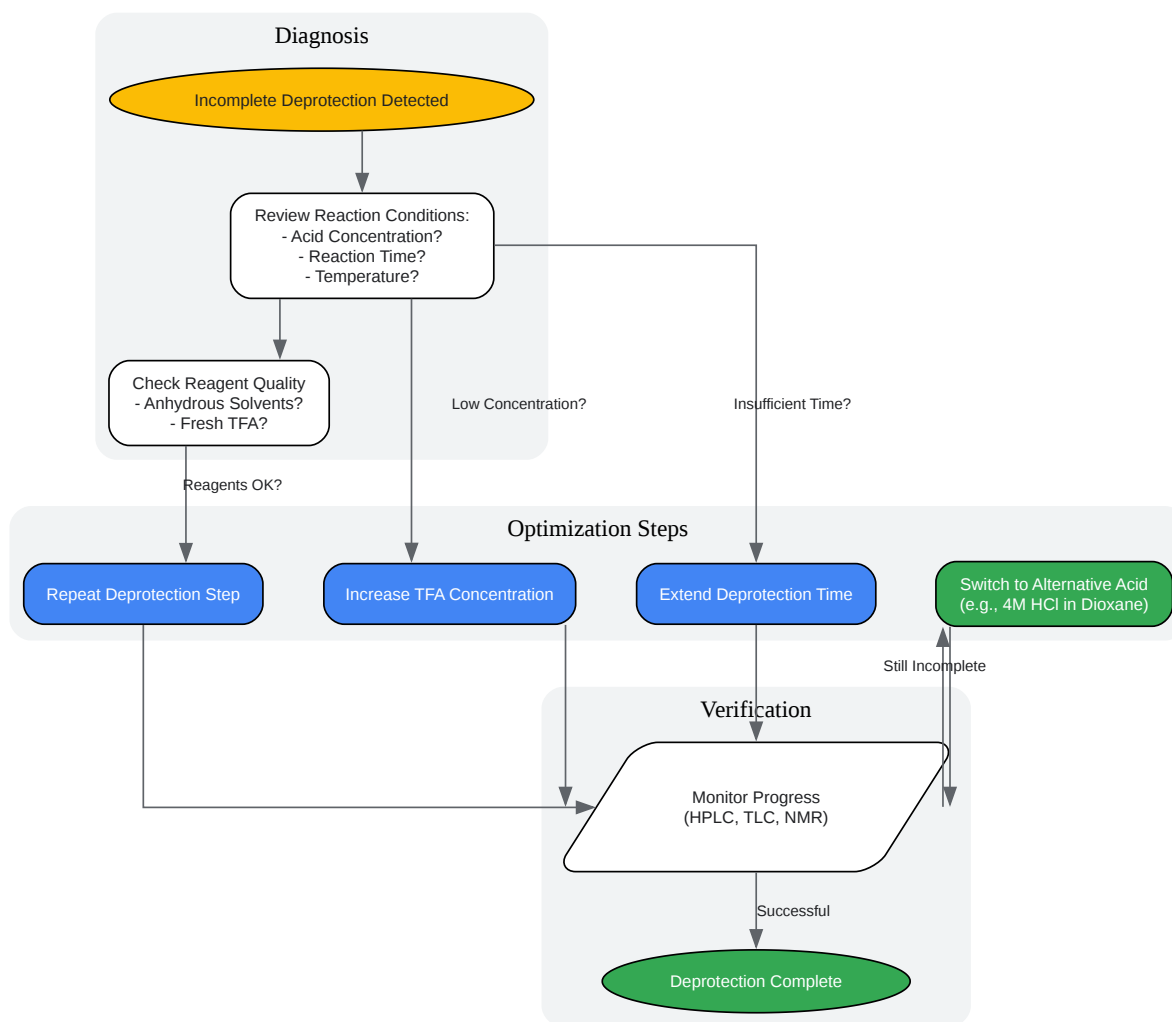 Diagnosis
Incomplete Deprotection Detected
Review Reaction Conditions:
- Acid Concentration?
- Reaction Time?
- Temperature?
Check Reagent Quality
- Anhydrous Solvents?
- Fresh TFA?
Low Concentration?
Insufficient Time?
Reagents OK?
Optimization Steps
Repeat Deprotection Step
Increase TFA Concentration
Extend Deprotection Time
Switch to Alternative Acid
(e.g., 4M HCl in Dioxane)
Still Incomplete
Verification
Monitor Progress
(HPLC, TLC, NMR)
Successful
Deprotection Complete